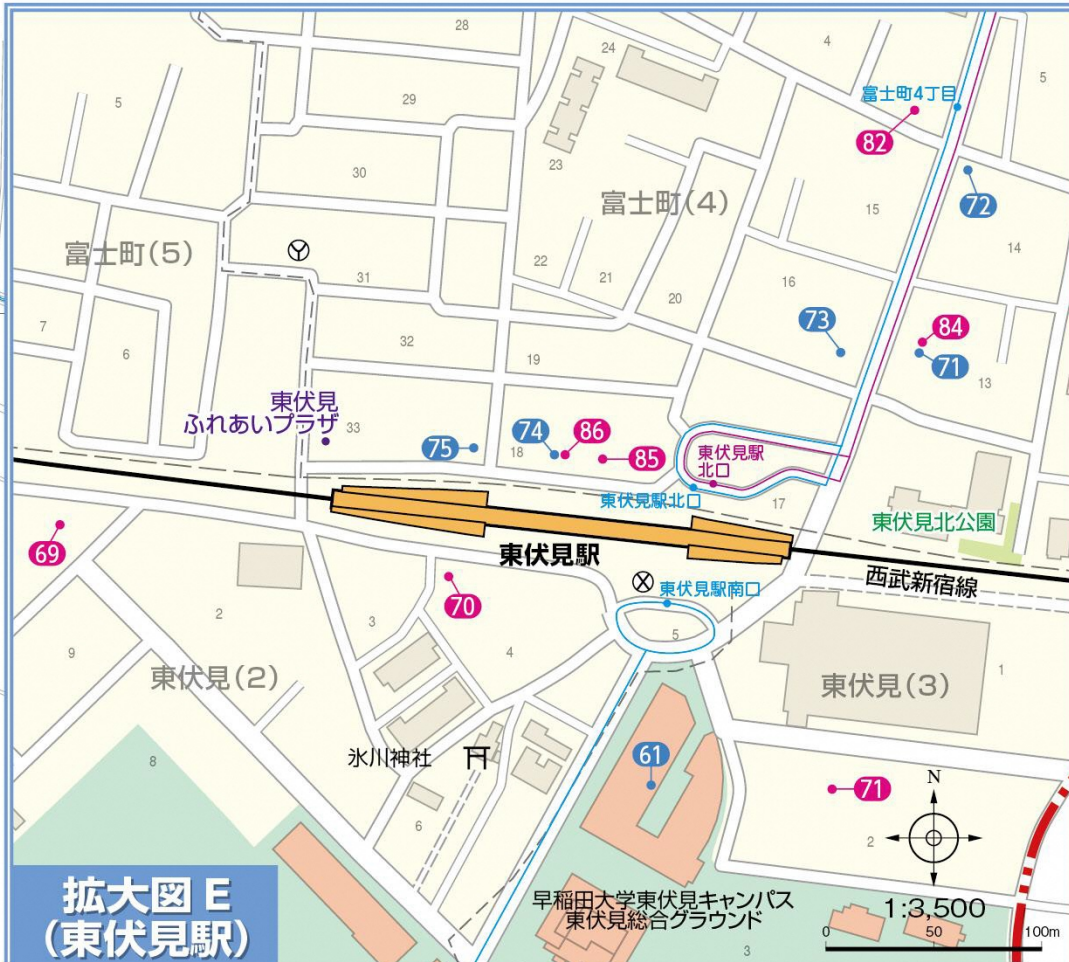 28
24
4
5
29
5
富士町4丁目
82
23
30
富士町(4)
15
72
富士町(5)
14
22
21
31
16
20
7
6
32
19
73
84
71
13
東伏見
ふれあいプラザ
33
75
74
86
18
85
東伏見駅
北口
東伏見駅北口
17
東伏見北公園
69
東伏見駅
西武新宿線
70
東伏見駅南口
2
3
4
5
1
9
東伏見(2)
東伏見(3)
8
氷川神社
61
71
N
6
2
拡大図 E
(東伏見駅)
早稲田大学東伏見キャンパス
東伏見総合グラウンド
3
1:3,500
0
50
100m